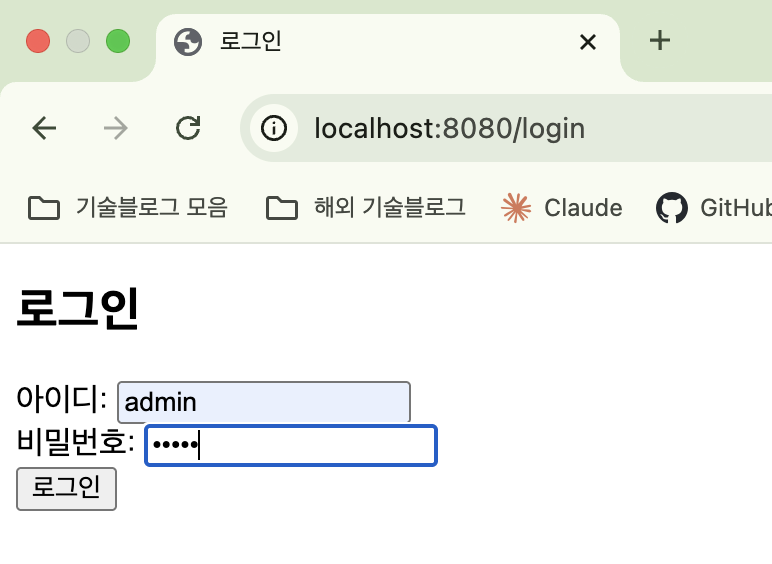 로그인
localhost:8080/login
기술블로그 모음 해외 기술블로그 Claude GitHub
로그인
아이디: admin
비밀번호: •••••
로그인